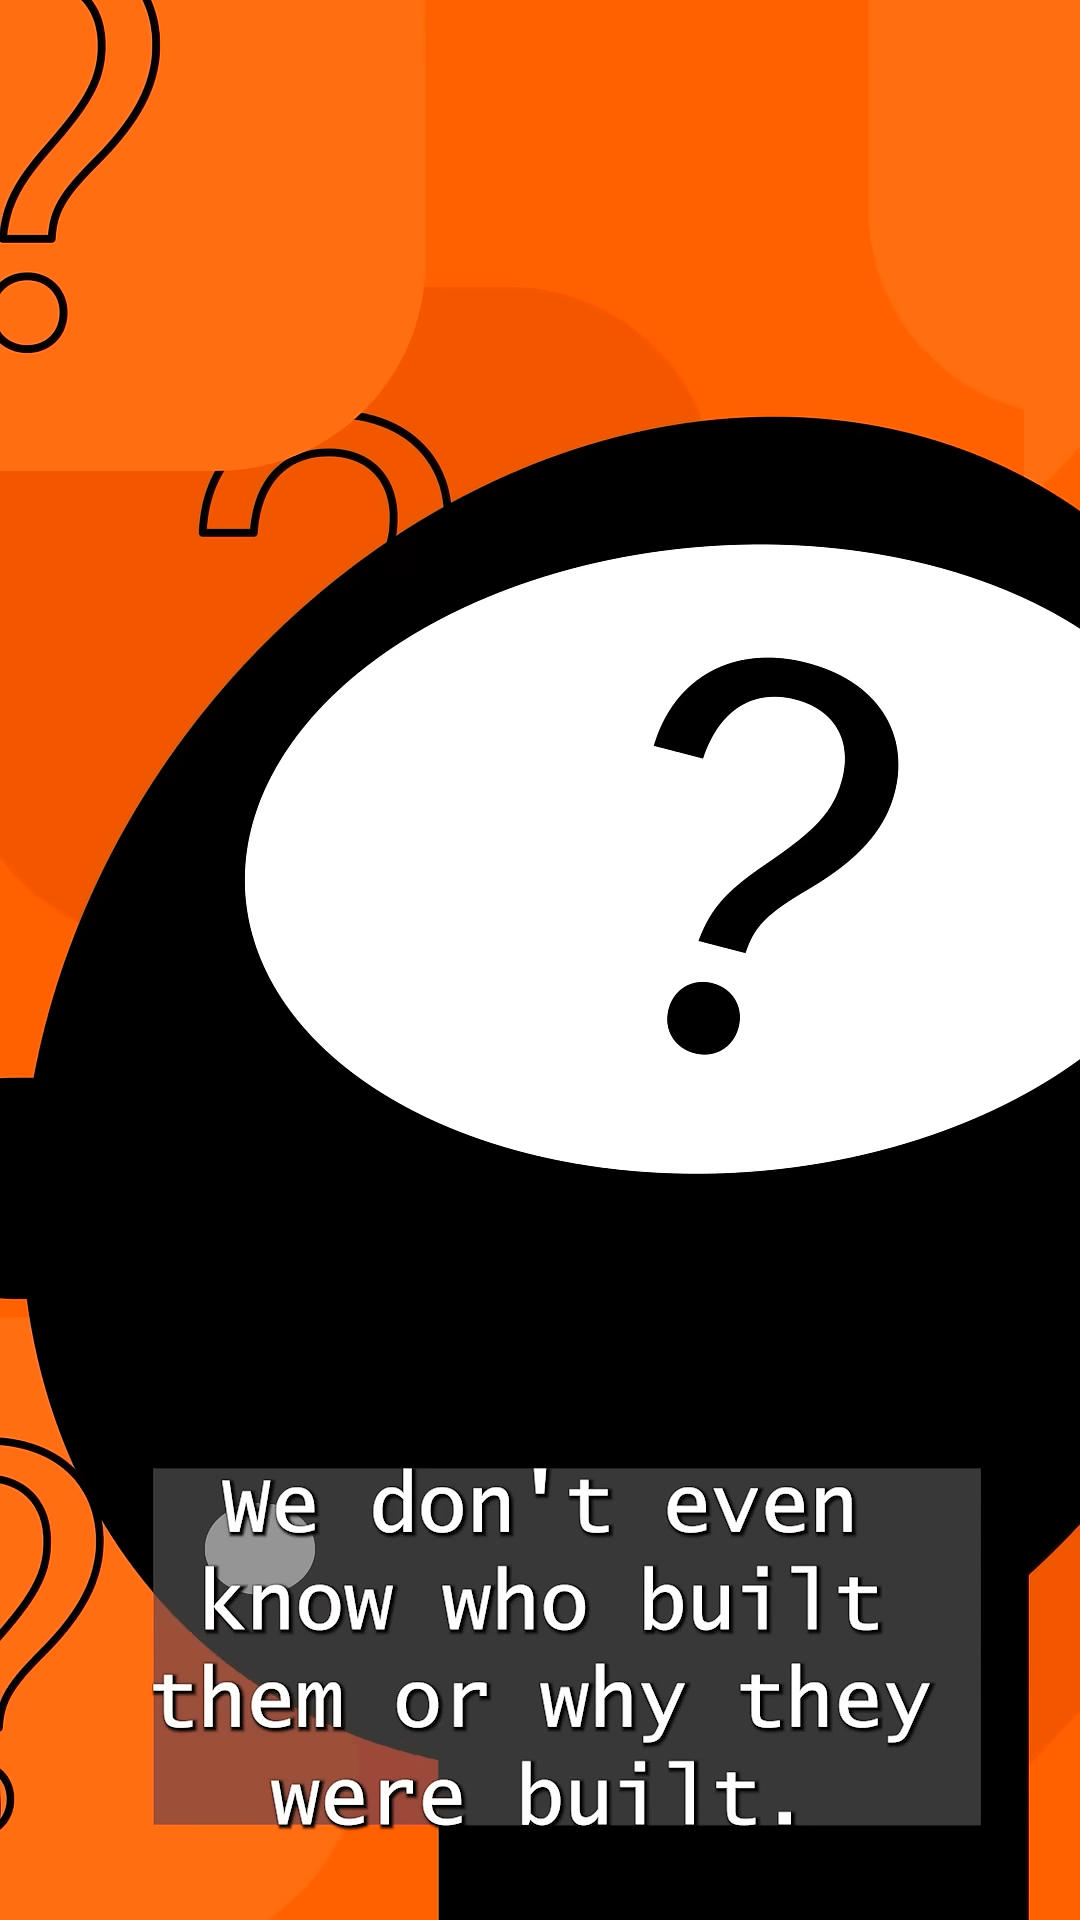 ?
?
?
?
We don't even
know who built
them or why they
were built.